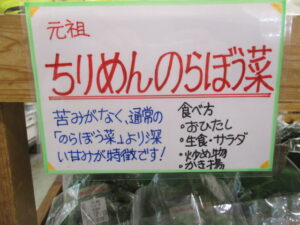 元祖
ちりめんのらぼう菜
苦みがなく、通常の
「のらぼう菜」より深
い甘みが特徴です!
食べ方
・おひたし
・生食・サラダ
・炒め物
・かき揚